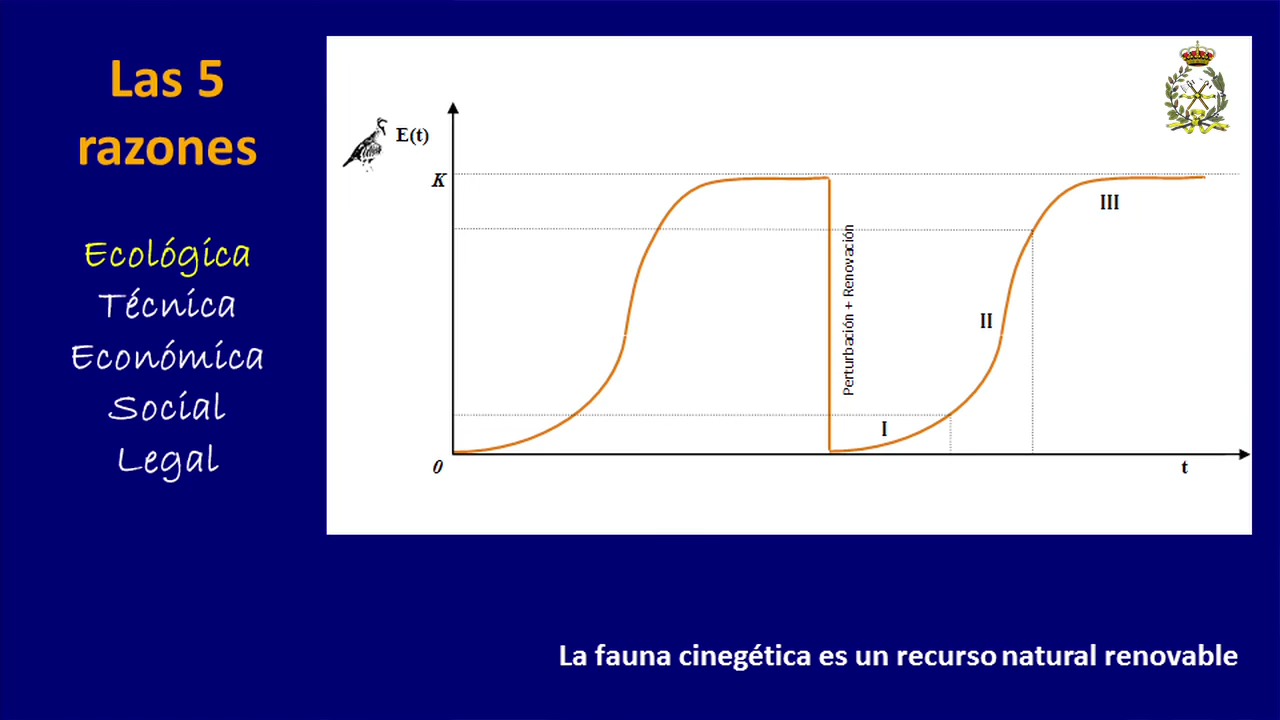 Las 5
razones
Ecológica
Técnica
Económica
Social
Legal
E(t)
K
Perturbación + Renovación
III
II
I
0
t
La fauna cinegética es un recurso natural renovable